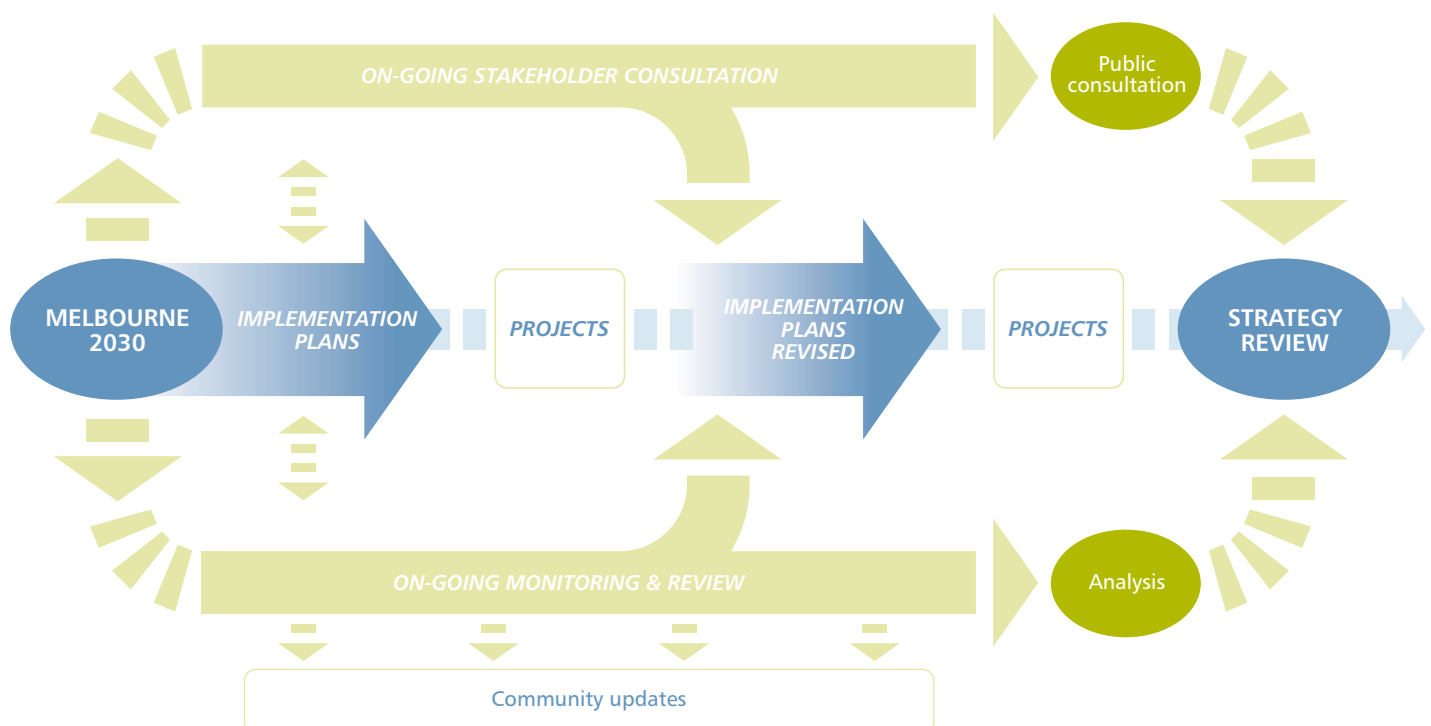 ON-GOING STAKEHOLDER CONSULTATION
Public
consultation
MELBOURNE
2030
IMPLEMENTATION
PLANS
PROJECTS
IMPLEMENTATION
PLANS
REVISED
PROJECTS
STRATEGY
REVIEW
ON-GOING MONITORING & REVIEW
Analysis
Community updates